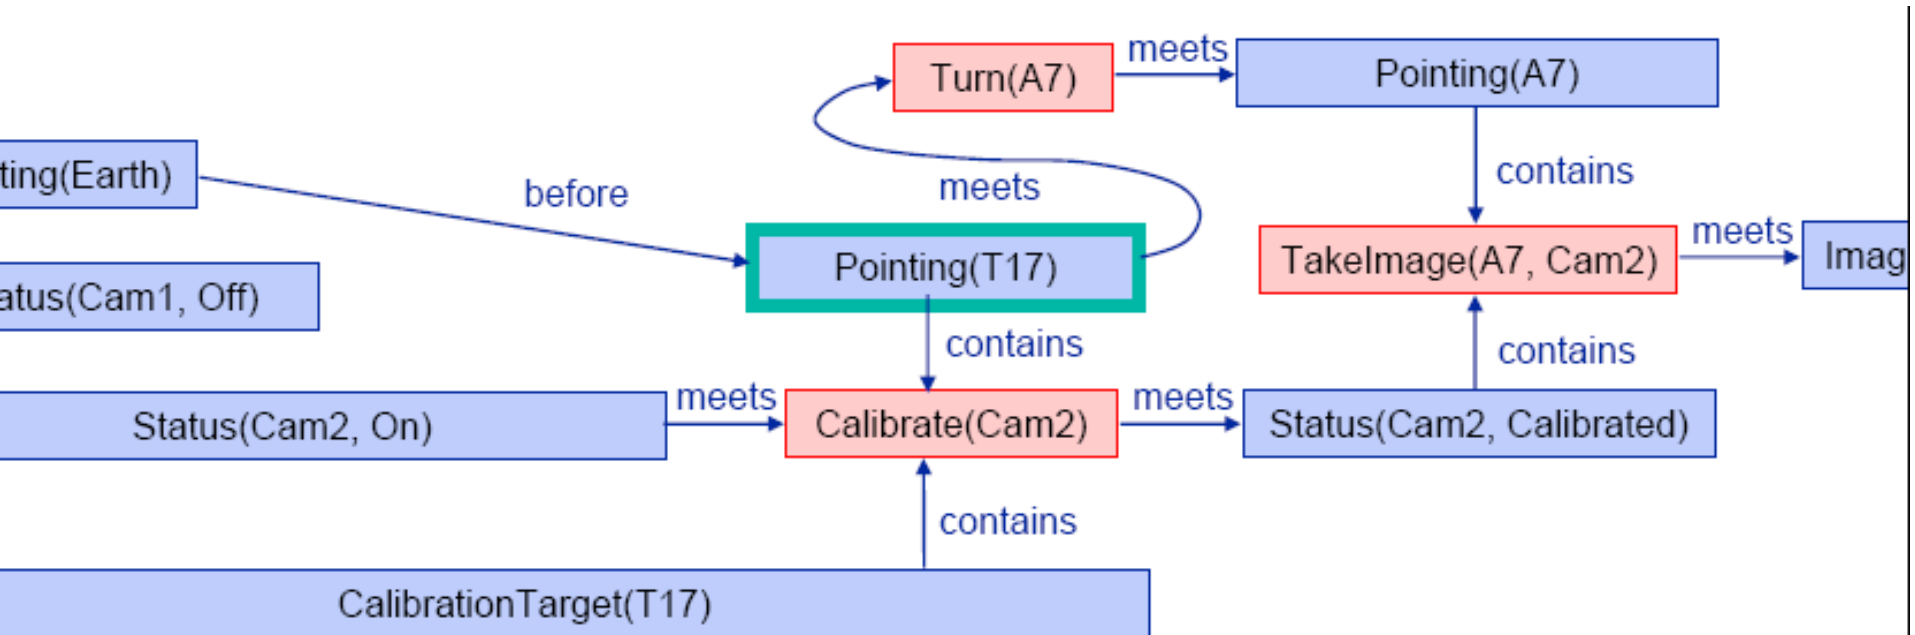 meets
Turn(A7)
Pointing(A7)
ting(Earth)
before
meets
contains
Pointing(T17)
TakeImage(A7, Cam2)
meets
Imag
atus(Cam1, Off)
contains
contains
Status(Cam2, On)
meets
Calibrate(Cam2)
meets
Status(Cam2, Calibrated)
contains
CalibrationTarget(T17)